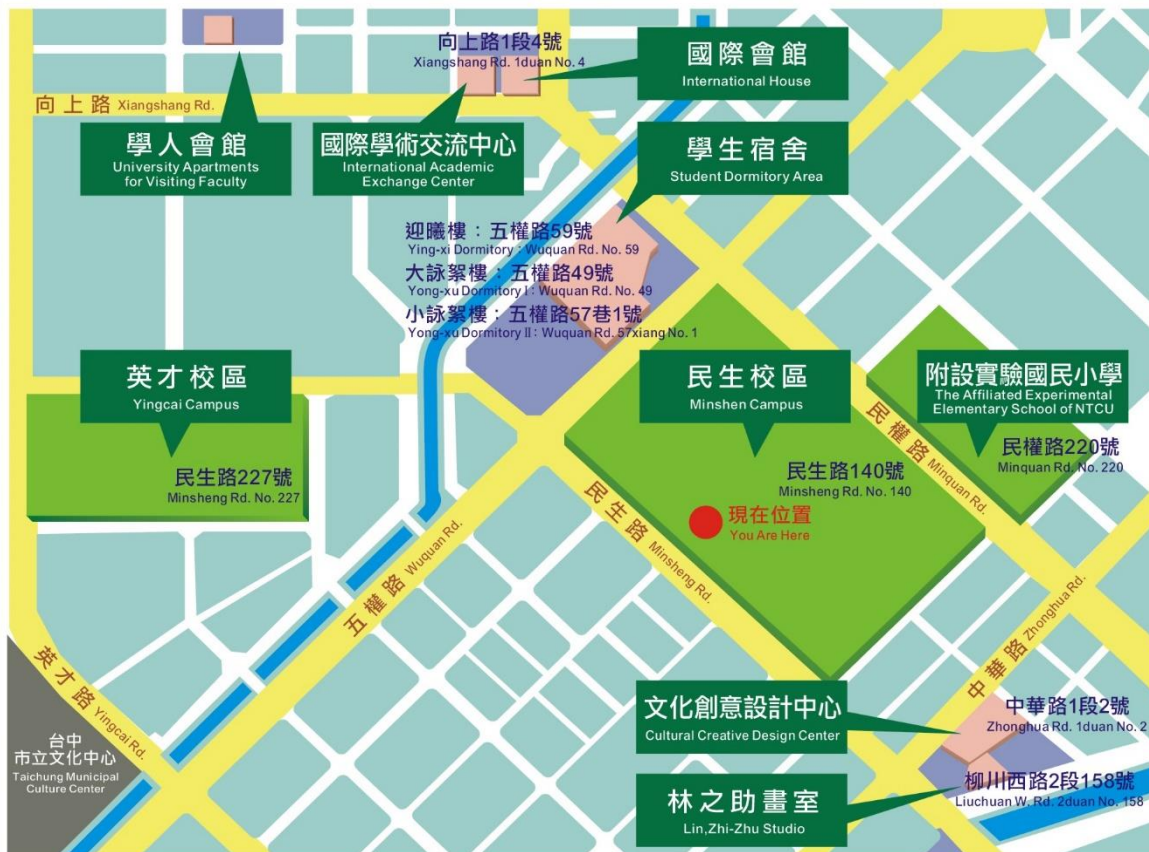 向上路1段4號
Xiangshang Rd. 1duan No. 4
國際會館
International House
向上路 Xiangshang Rd.
學人會館
University Apartments
for Visiting Faculty
國際學術交流中心
International Academic
Exchange Center
學生宿舍
Student Dormitory Area
迎曦樓：五權路59號
Ying-xi Dormitory：Wuquan Rd. No. 59
大詠絮樓：五權路49號
Yong-xu Dormitory I：Wuquan Rd. No. 49
小詠絮樓：五權路57巷1號
Yong-xu Dormitory II：Wuquan Rd. 57xiang No. 1
英才校區
Yingcai Campus
民生路227號
Minsheng Rd. No. 227
民生校區
Minshen Campus
民生路140號
Minsheng Rd. No. 140
現在位置
You Are Here
附設實驗國民小學
The Affiliated Experimental
Elementary School of NTCU
民權路220號
Minquan Rd. No. 220
民權路 Minquan Rd.
民生路 Minsheng Rd.
五權路 Wuquan Rd.
中華路 Zhonghua Rd.
英才路 Yingcai Rd.
台中
市立文化中心
Taichung Municipal
Culture Center
文化創意設計中心
Cultural Creative Design Center
中華路1段2號
Zhonghua Rd. 1duan No. 2
林之助畫室
Lin,Zhi-Zhu Studio
柳川西路2段158號
Liuchuan W. Rd. 2duan No. 158